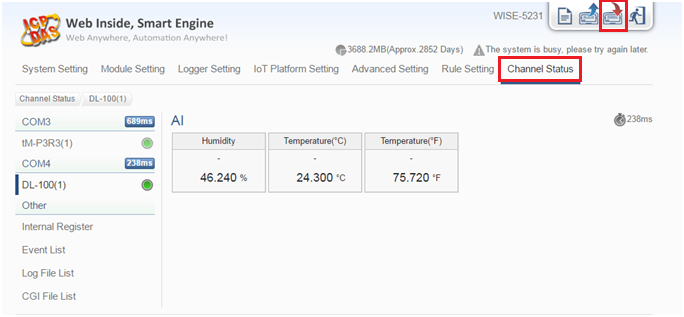 ICP DAS
Web Inside, Smart Engine
Web Anywhere, Automation Anywhere!
WISE-5231
3688.2MB(Approx.2852 Days) The system is busy, please try again later.
System Setting Module Setting Logger Setting IoT Platform Setting Advanced Setting Rule Setting Channel Status
Channel Status DL-100(1)
COM3 689ms
tM-P3R3(1)
COM4 238ms
DL-100(1)
Other
Internal Register
Event List
Log File List
CGI File List
AI 238ms
Humidity Temperature(°C) Temperature(°F)
- - -
46.240 % 24.300 °C 75.720 °F